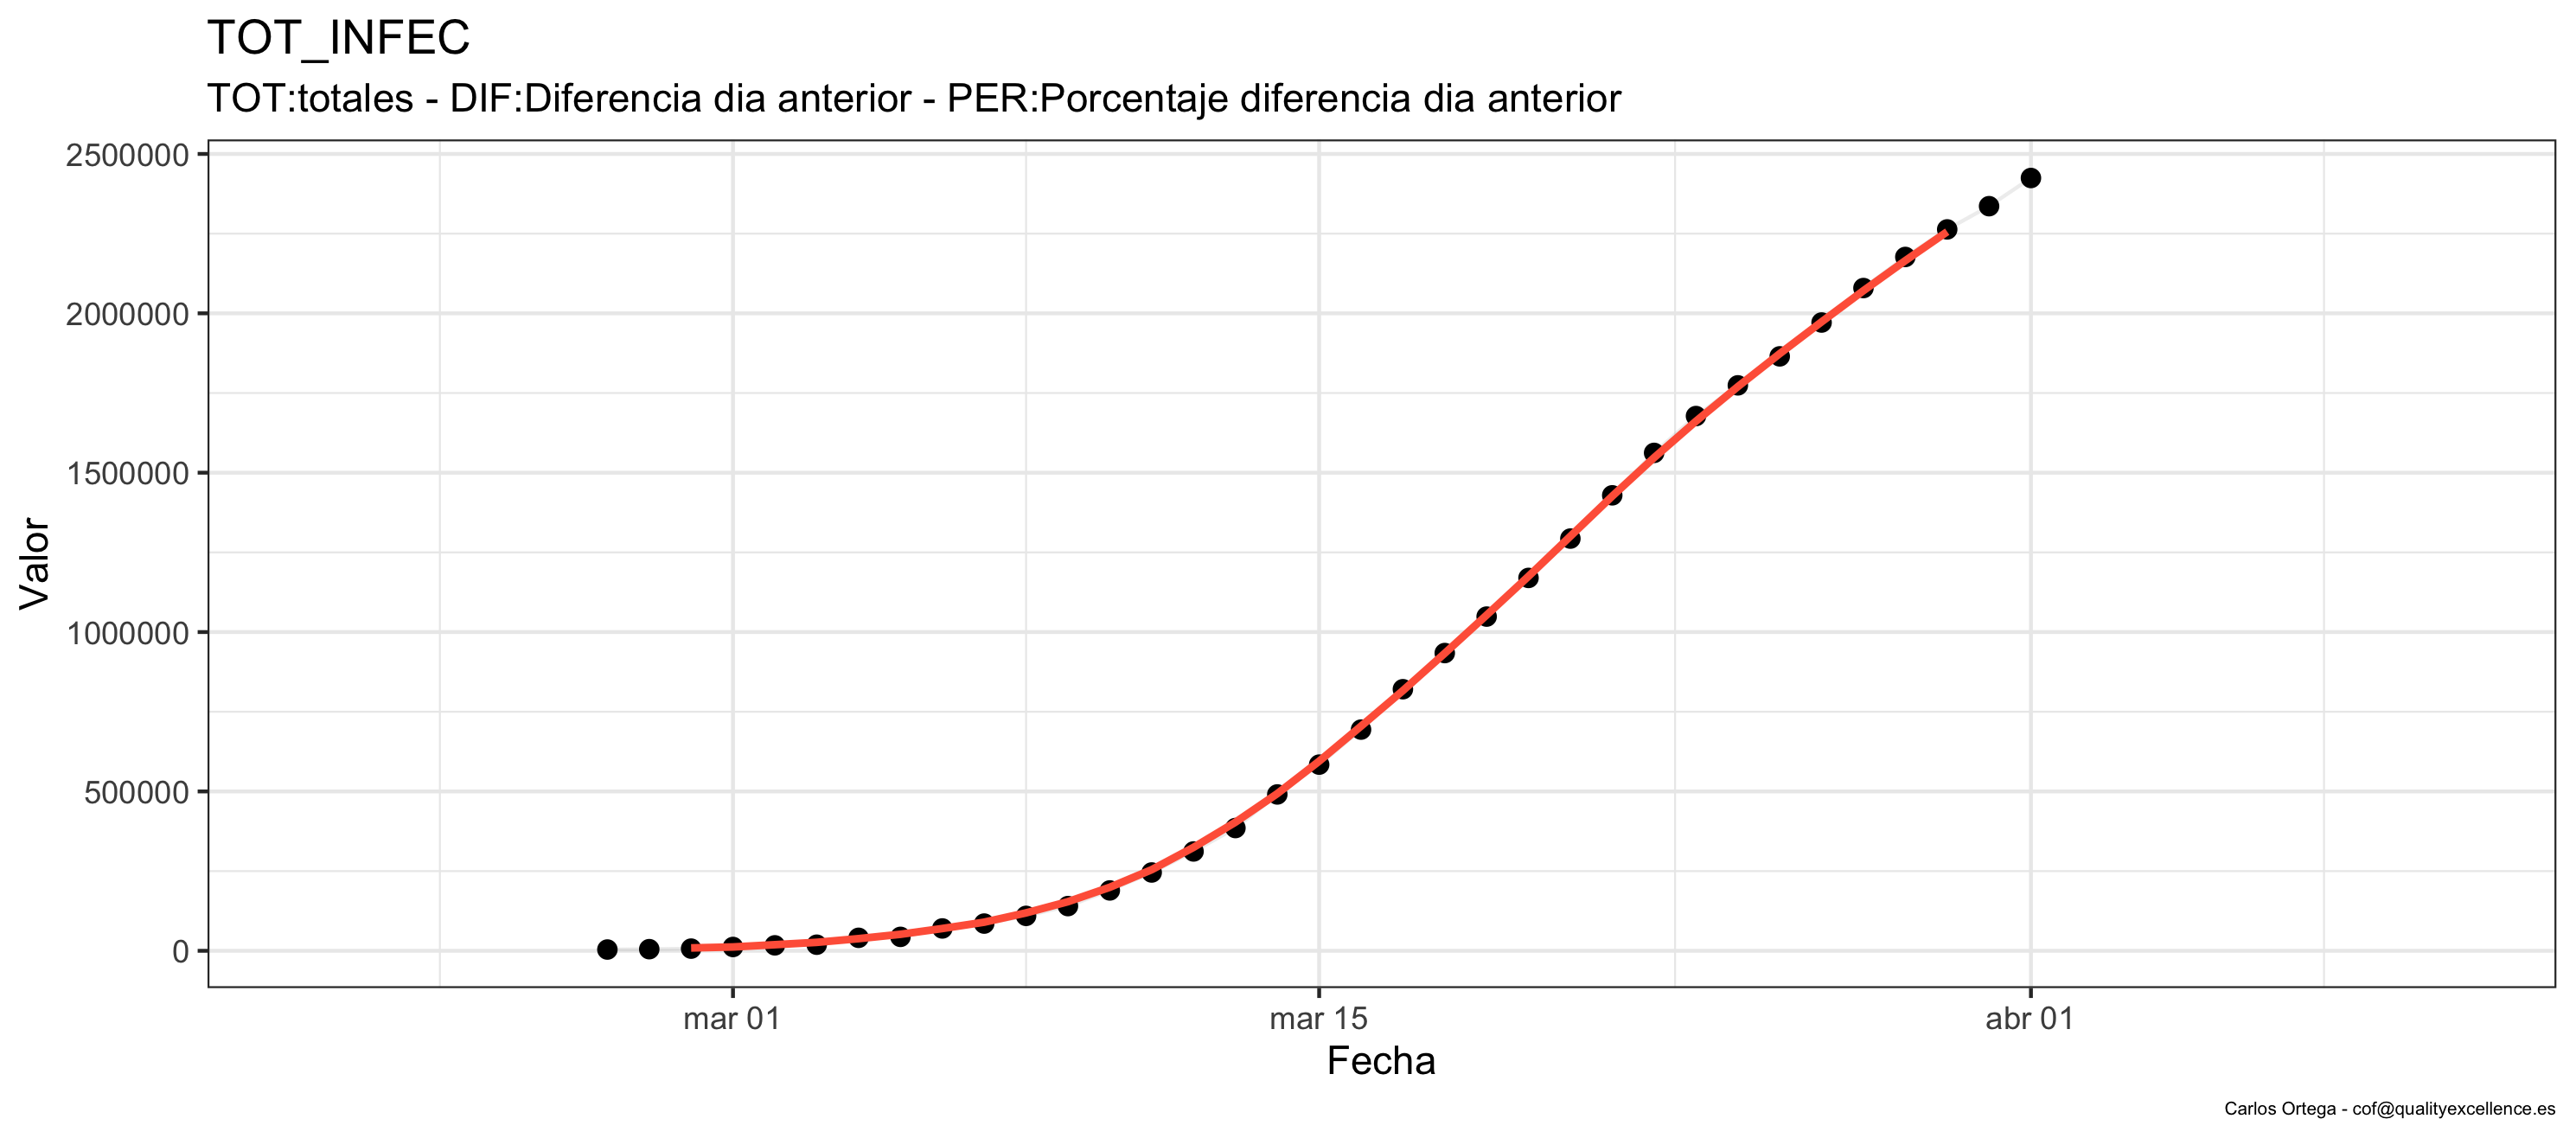 TOT_INFEC
TOT:totales - DIF:Diferencia dia anterior - PER:Porcentaje diferencia dia anterior
2500000
2000000
1500000
1000000
500000
0
Valor
mar 01
mar 15
abr 01
Fecha
Carlos Ortega - cof@qualityexcellence.es